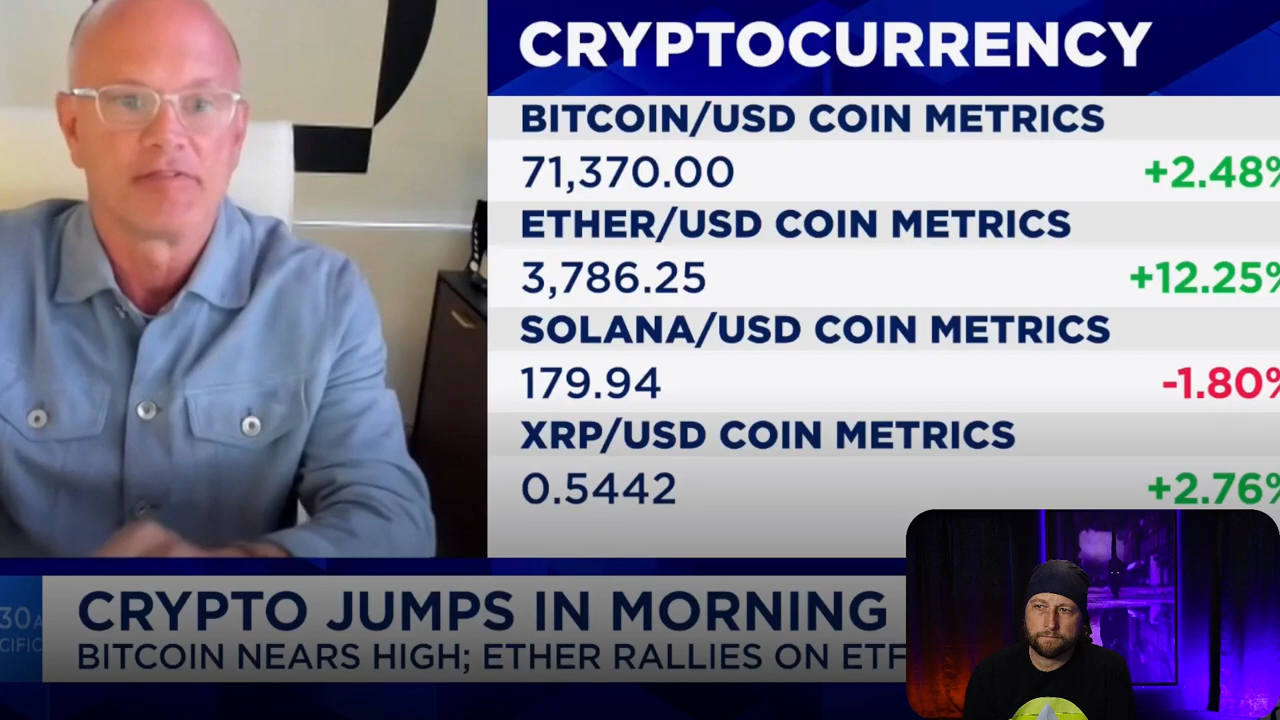 CRYPTOCURRENCY
BITCOIN/USD COIN METRICS
71,370.00 +2.48%
ETHER/USD COIN METRICS
3,786.25 +12.25%
SOLANA/USD COIN METRICS
179.94 -1.80%
XRP/USD COIN METRICS
0.5442 +2.76%
30A
CIFIC
CRYPTO JUMPS IN MORNING
BITCOIN NEARS HIGH; ETHER RALLIES ON ETF